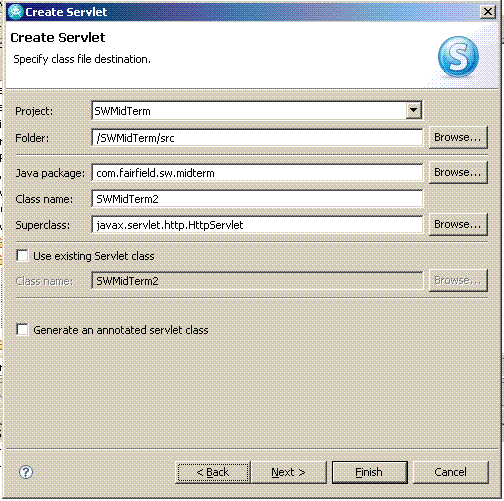 Create Servlet
Create Servlet
Specify class file destination.
S
Project: SWMidTerm
Folder: /SWMidTerm/src Browse...
Java package: com.fairfield.sw.midterm Browse...
Class name: SWMidTerm2
Superclass: javax.servlet.http.HttpServlet Browse...
Use existing Servlet class
Class name: SWMidTerm2 Browse...
Generate an annotated servlet class
? < Back Next > Finish Cancel